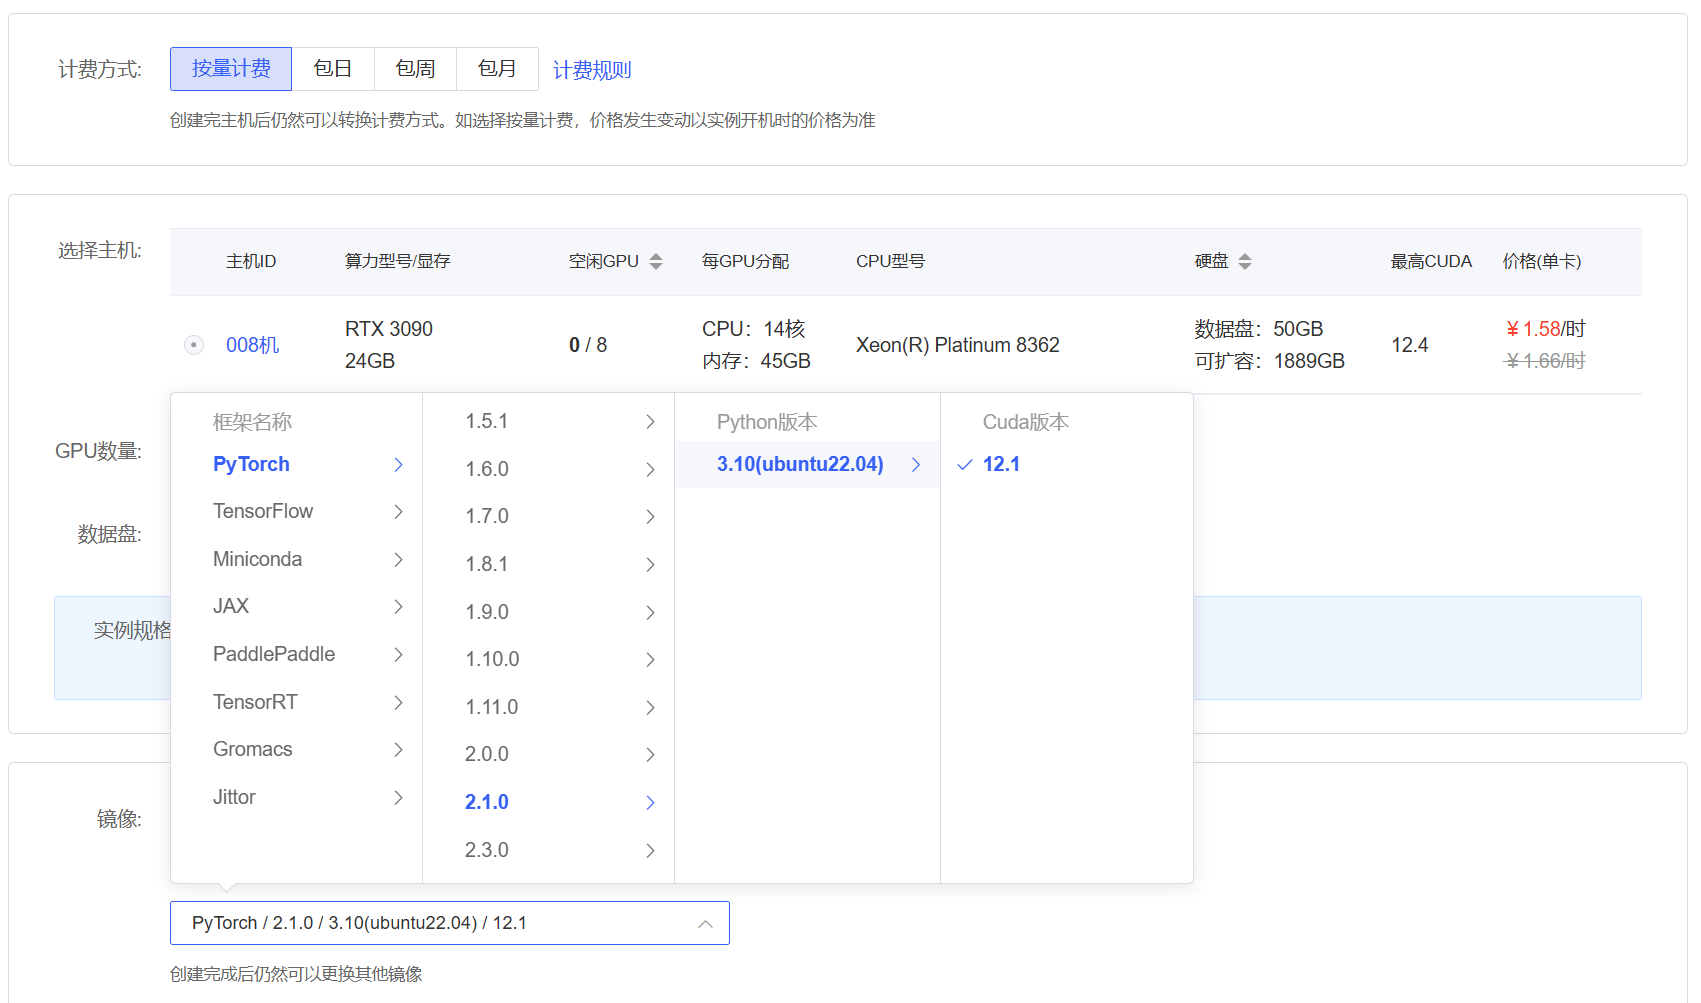 计费方式: 按量计费 包日 包周 包月 计费规则
创建完主机后仍然可以转换计费方式。如选择按量计费，价格发生变动以实例开机时的价格为准
选择主机:
主机ID 算力型号/显存 空闲GPU 每GPU分配 CPU型号 硬盘 最高CUDA 价格(单卡)
RTX 3090 CPU：14核 数据盘：50GB ￥1.58/时
008机 0 / 8 Xeon(R) Platinum 8362 12.4
24GB 内存：45GB 可扩容：1889GB ￥1.66/时
GPU数量:
数据盘:
实例规格
镜像:
框架名称
PyTorch
TensorFlow
Miniconda
JAX
PaddlePaddle
TensorRT
Gromacs
Jittor
1.5.1
1.6.0
1.7.0
1.8.1
1.9.0
1.10.0
1.11.0
2.0.0
2.1.0
2.3.0
Python版本
3.10(ubuntu22.04)
Cuda版本
12.1
PyTorch / 2.1.0 / 3.10(ubuntu22.04) / 12.1
创建完成后仍然可以更换其他镜像